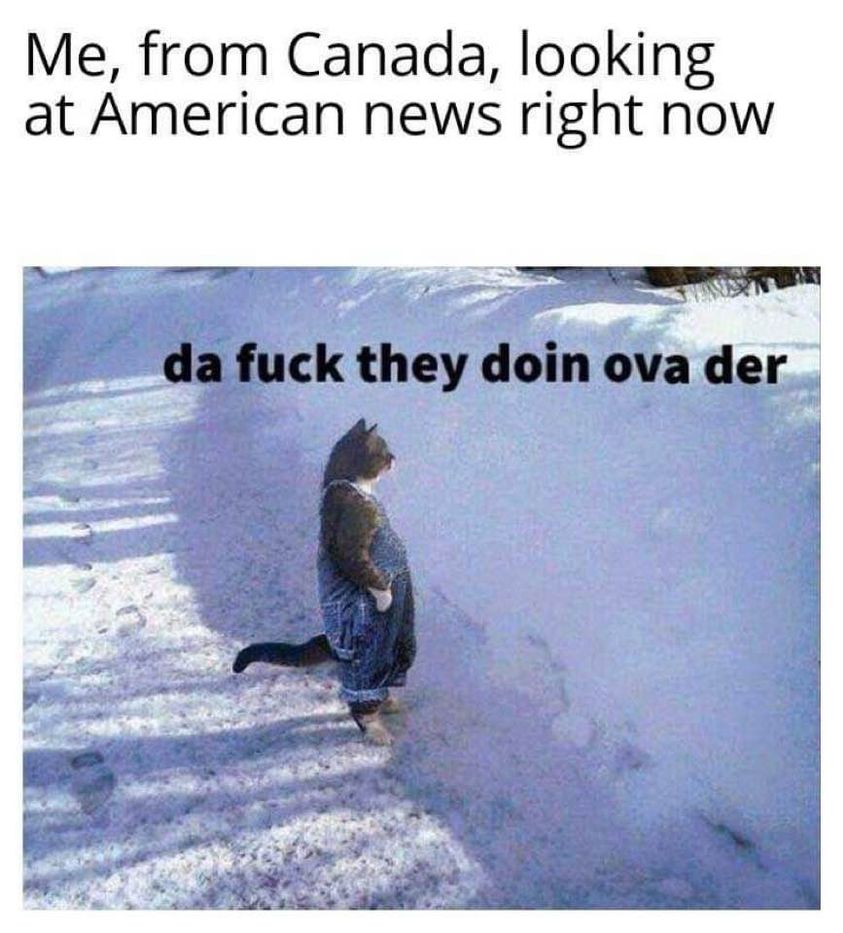 Me, from Canada, looking
at American news right now
da fuck they doin ova der